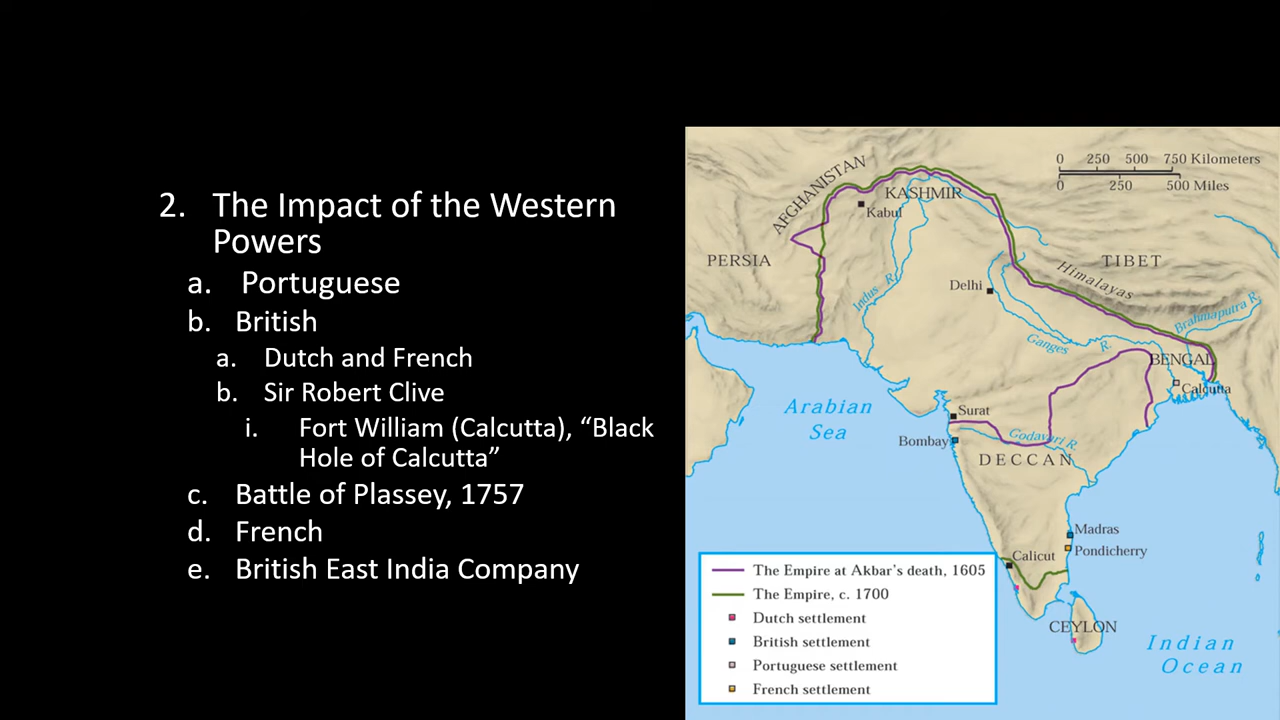 2. The Impact of the Western
Powers
a. Portuguese
b. British
a. Dutch and French
b. Sir Robert Clive
i. Fort William (Calcutta), “Black
Hole of Calcutta”
c. Battle of Plassey, 1757
d. French
e. British East India Company
0 250 500 750 Kilometers
0 250 500 Miles
AFGHANISTAN
KASHMIR
Kabul
PERSIA
TIBET
Himalayas
Delhi
Indus R.
Brahmaputra R.
Ganges R.
BENGAL
Calcutta
Arabian
Sea
Surat
Bombay
Godavari R.
DECCAN
Madras
Pondicherry
Calicut
CEYLON
Indian
Ocean
The Empire at Akbar's death, 1605
The Empire, c. 1700
Dutch settlement
British settlement
Portuguese settlement
French settlement